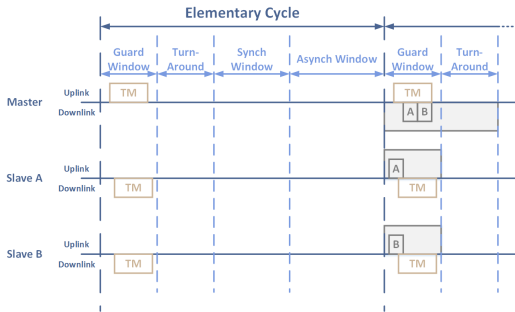 Elementary Cycle
Guard Window
Turn-Around
Synch Window
Asynch Window
Guard Window
Turn-Around
Master
Uplink
Downlink
TM
TM
A
B
Slave A
Uplink
Downlink
TM
A
TM
Slave B
Uplink
Downlink
TM
B
TM